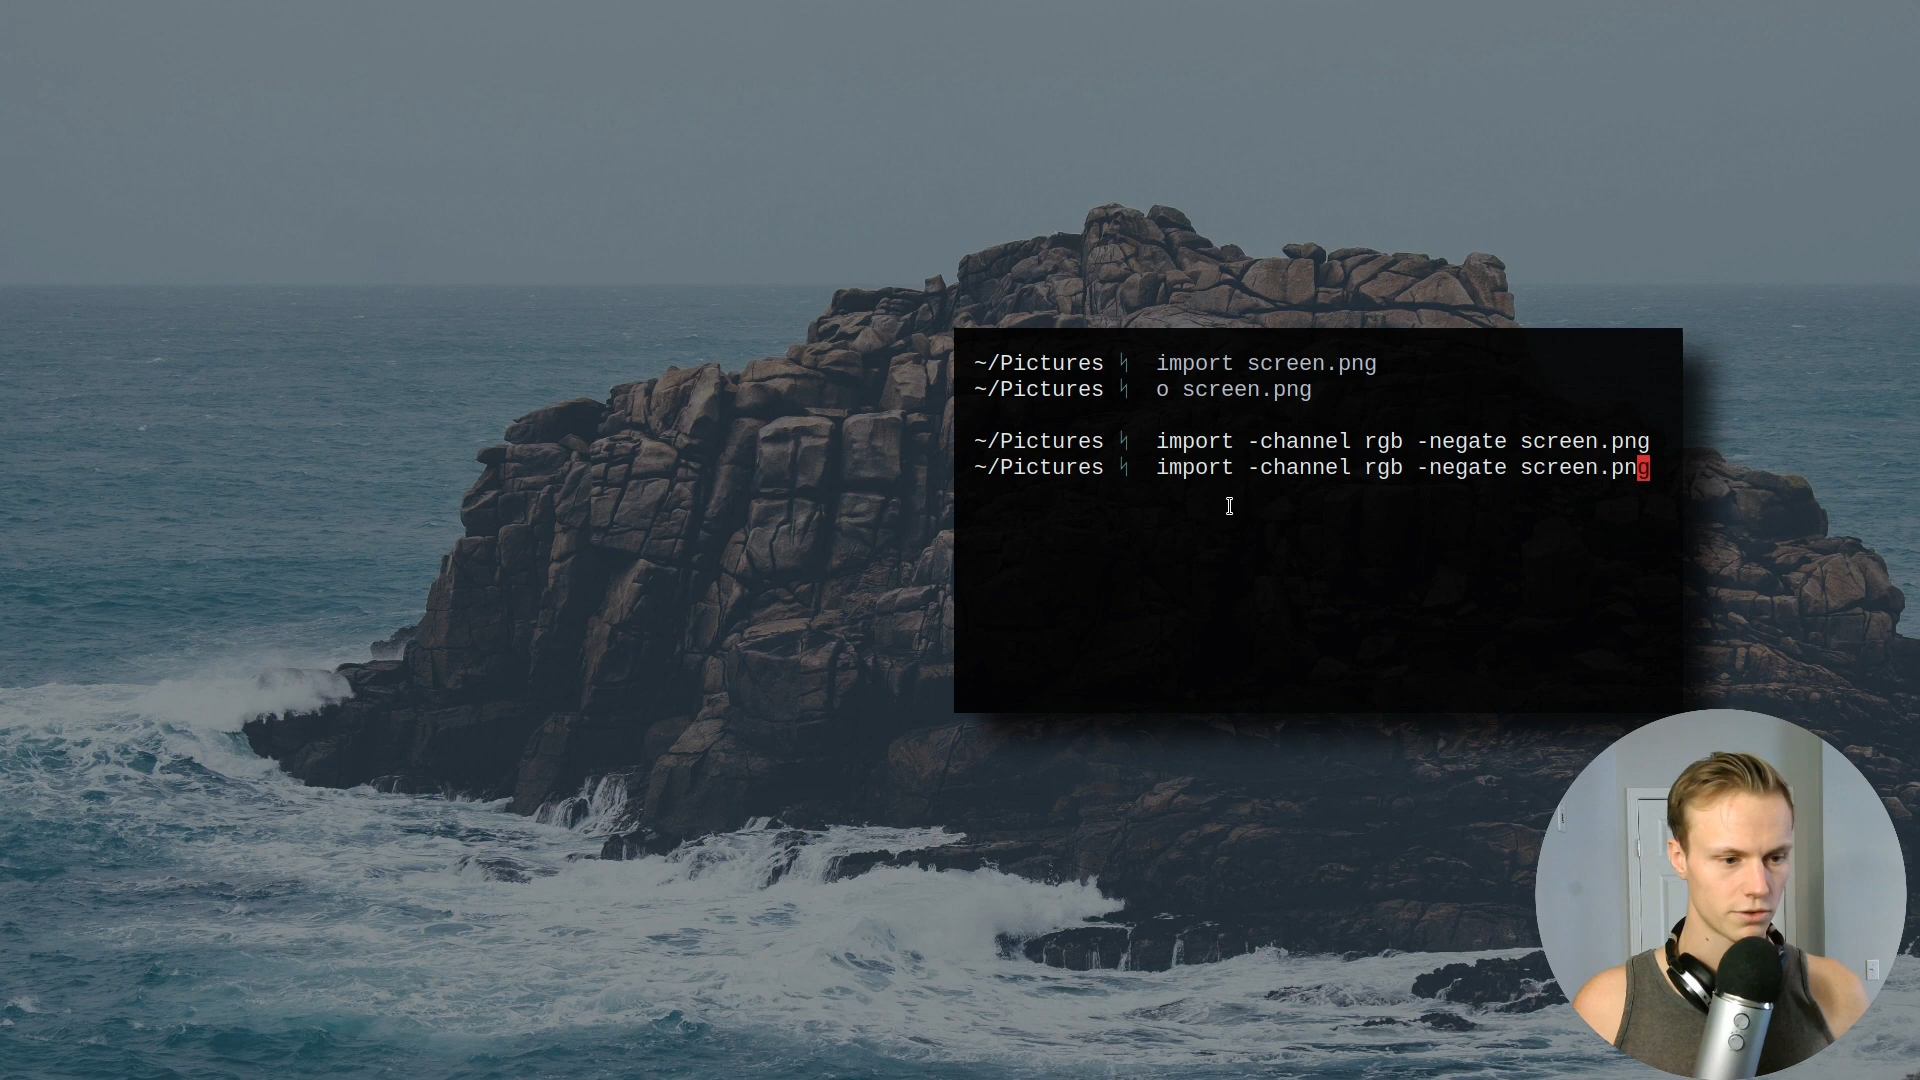 ~/Pictures ᛋ import screen.png
~/Pictures ᛋ o screen.png
~/Pictures ᛋ import -channel rgb -negate screen.png
~/Pictures ᛋ import -channel rgb -negate screen.png